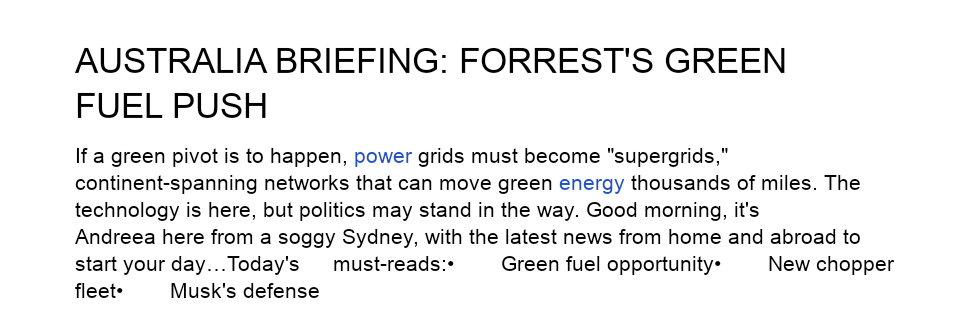 AUSTRALIA BRIEFING: FORREST'S GREEN
FUEL PUSH
If a green pivot is to happen, power grids must become "supergrids,"
continent-spanning networks that can move green energy thousands of miles. The
technology is here, but politics may stand in the way. Good morning, it's
Andreea here from a soggy Sydney, with the latest news from home and abroad to
start your day…Today's must-reads:• Green fuel opportunity• New chopper
fleet• Musk's defense